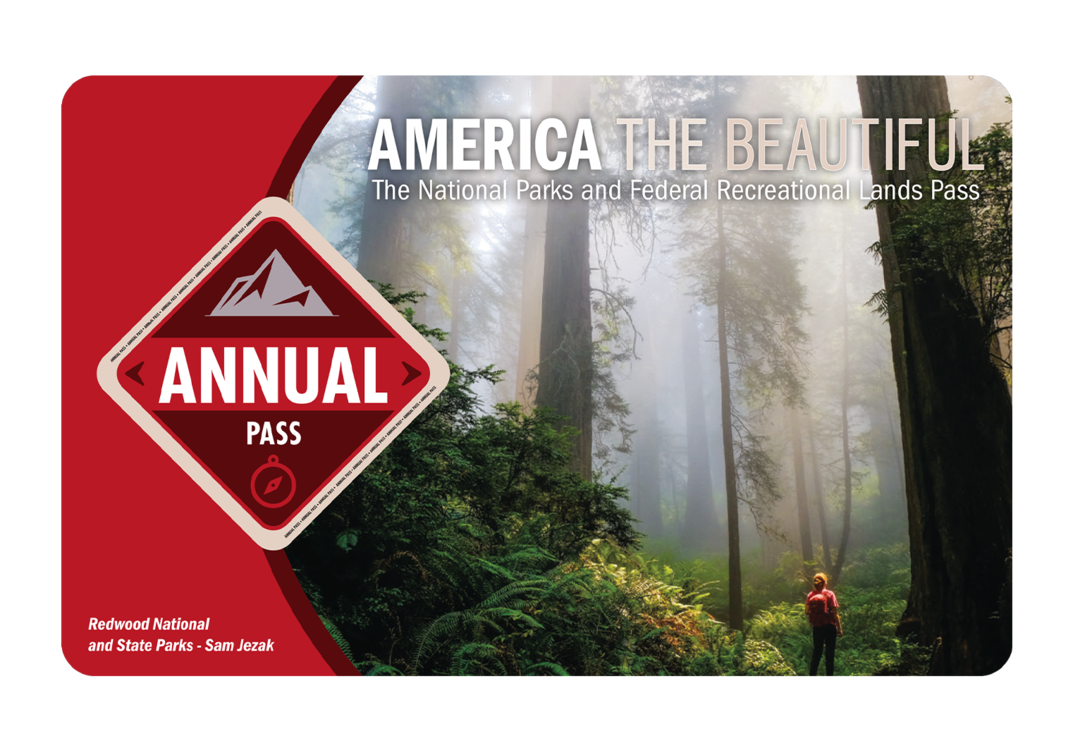 AMERICA THE BEAUTIFUL
The National Parks and Federal Recreational Lands Pass
ANNUAL
PASS
Redwood National
and State Parks - Sam Jezak